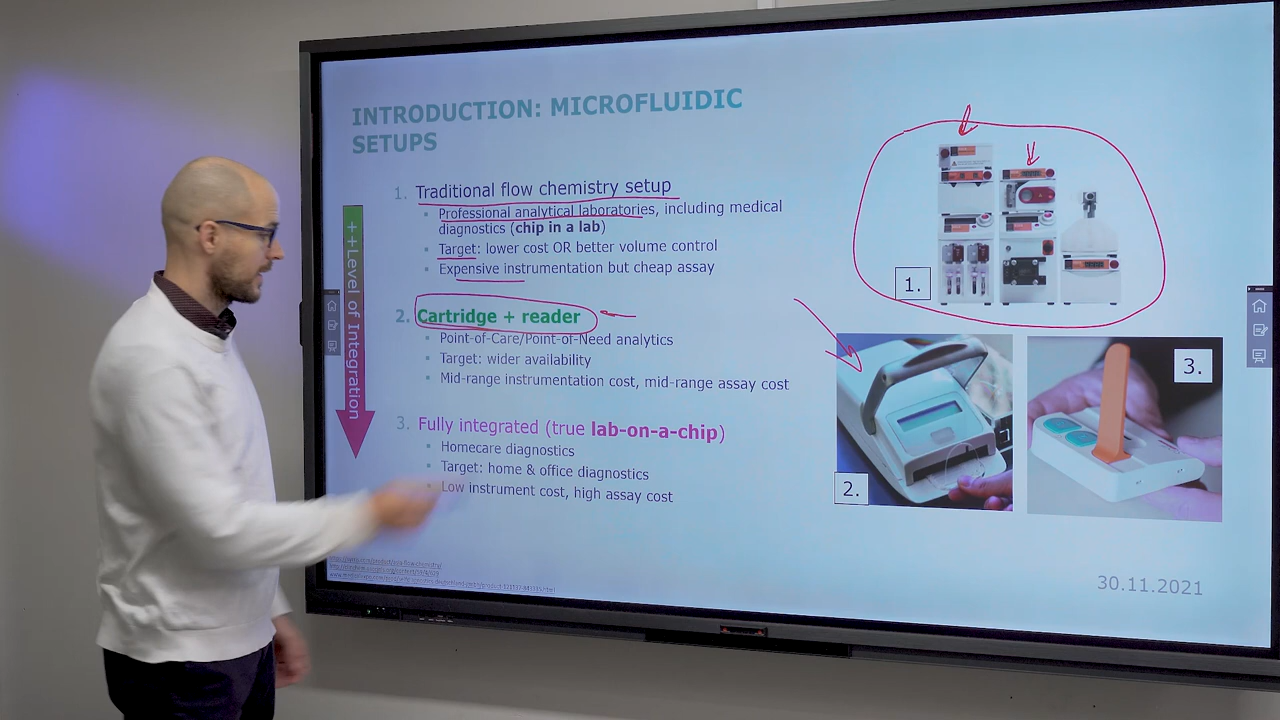 INTRODUCTION: MICROFLUIDIC
SETUPS
++Level of Integration
1. Traditional flow chemistry setup
Professional analytical laboratories, including medical
diagnostics (chip in a lab)
Target: lower cost OR better volume control
Expensive instrumentation but cheap assay
2. Cartridge + reader
Point-of-Care/Point-of-Need analytics
Target: wider availability
Mid-range instrumentation cost, mid-range assay cost
3. Fully integrated (true lab-on-a-chip)
Homecare diagnostics
Target: home & office diagnostics
Low instrument cost, high assay cost
1.
2.
3.
30.11.2021